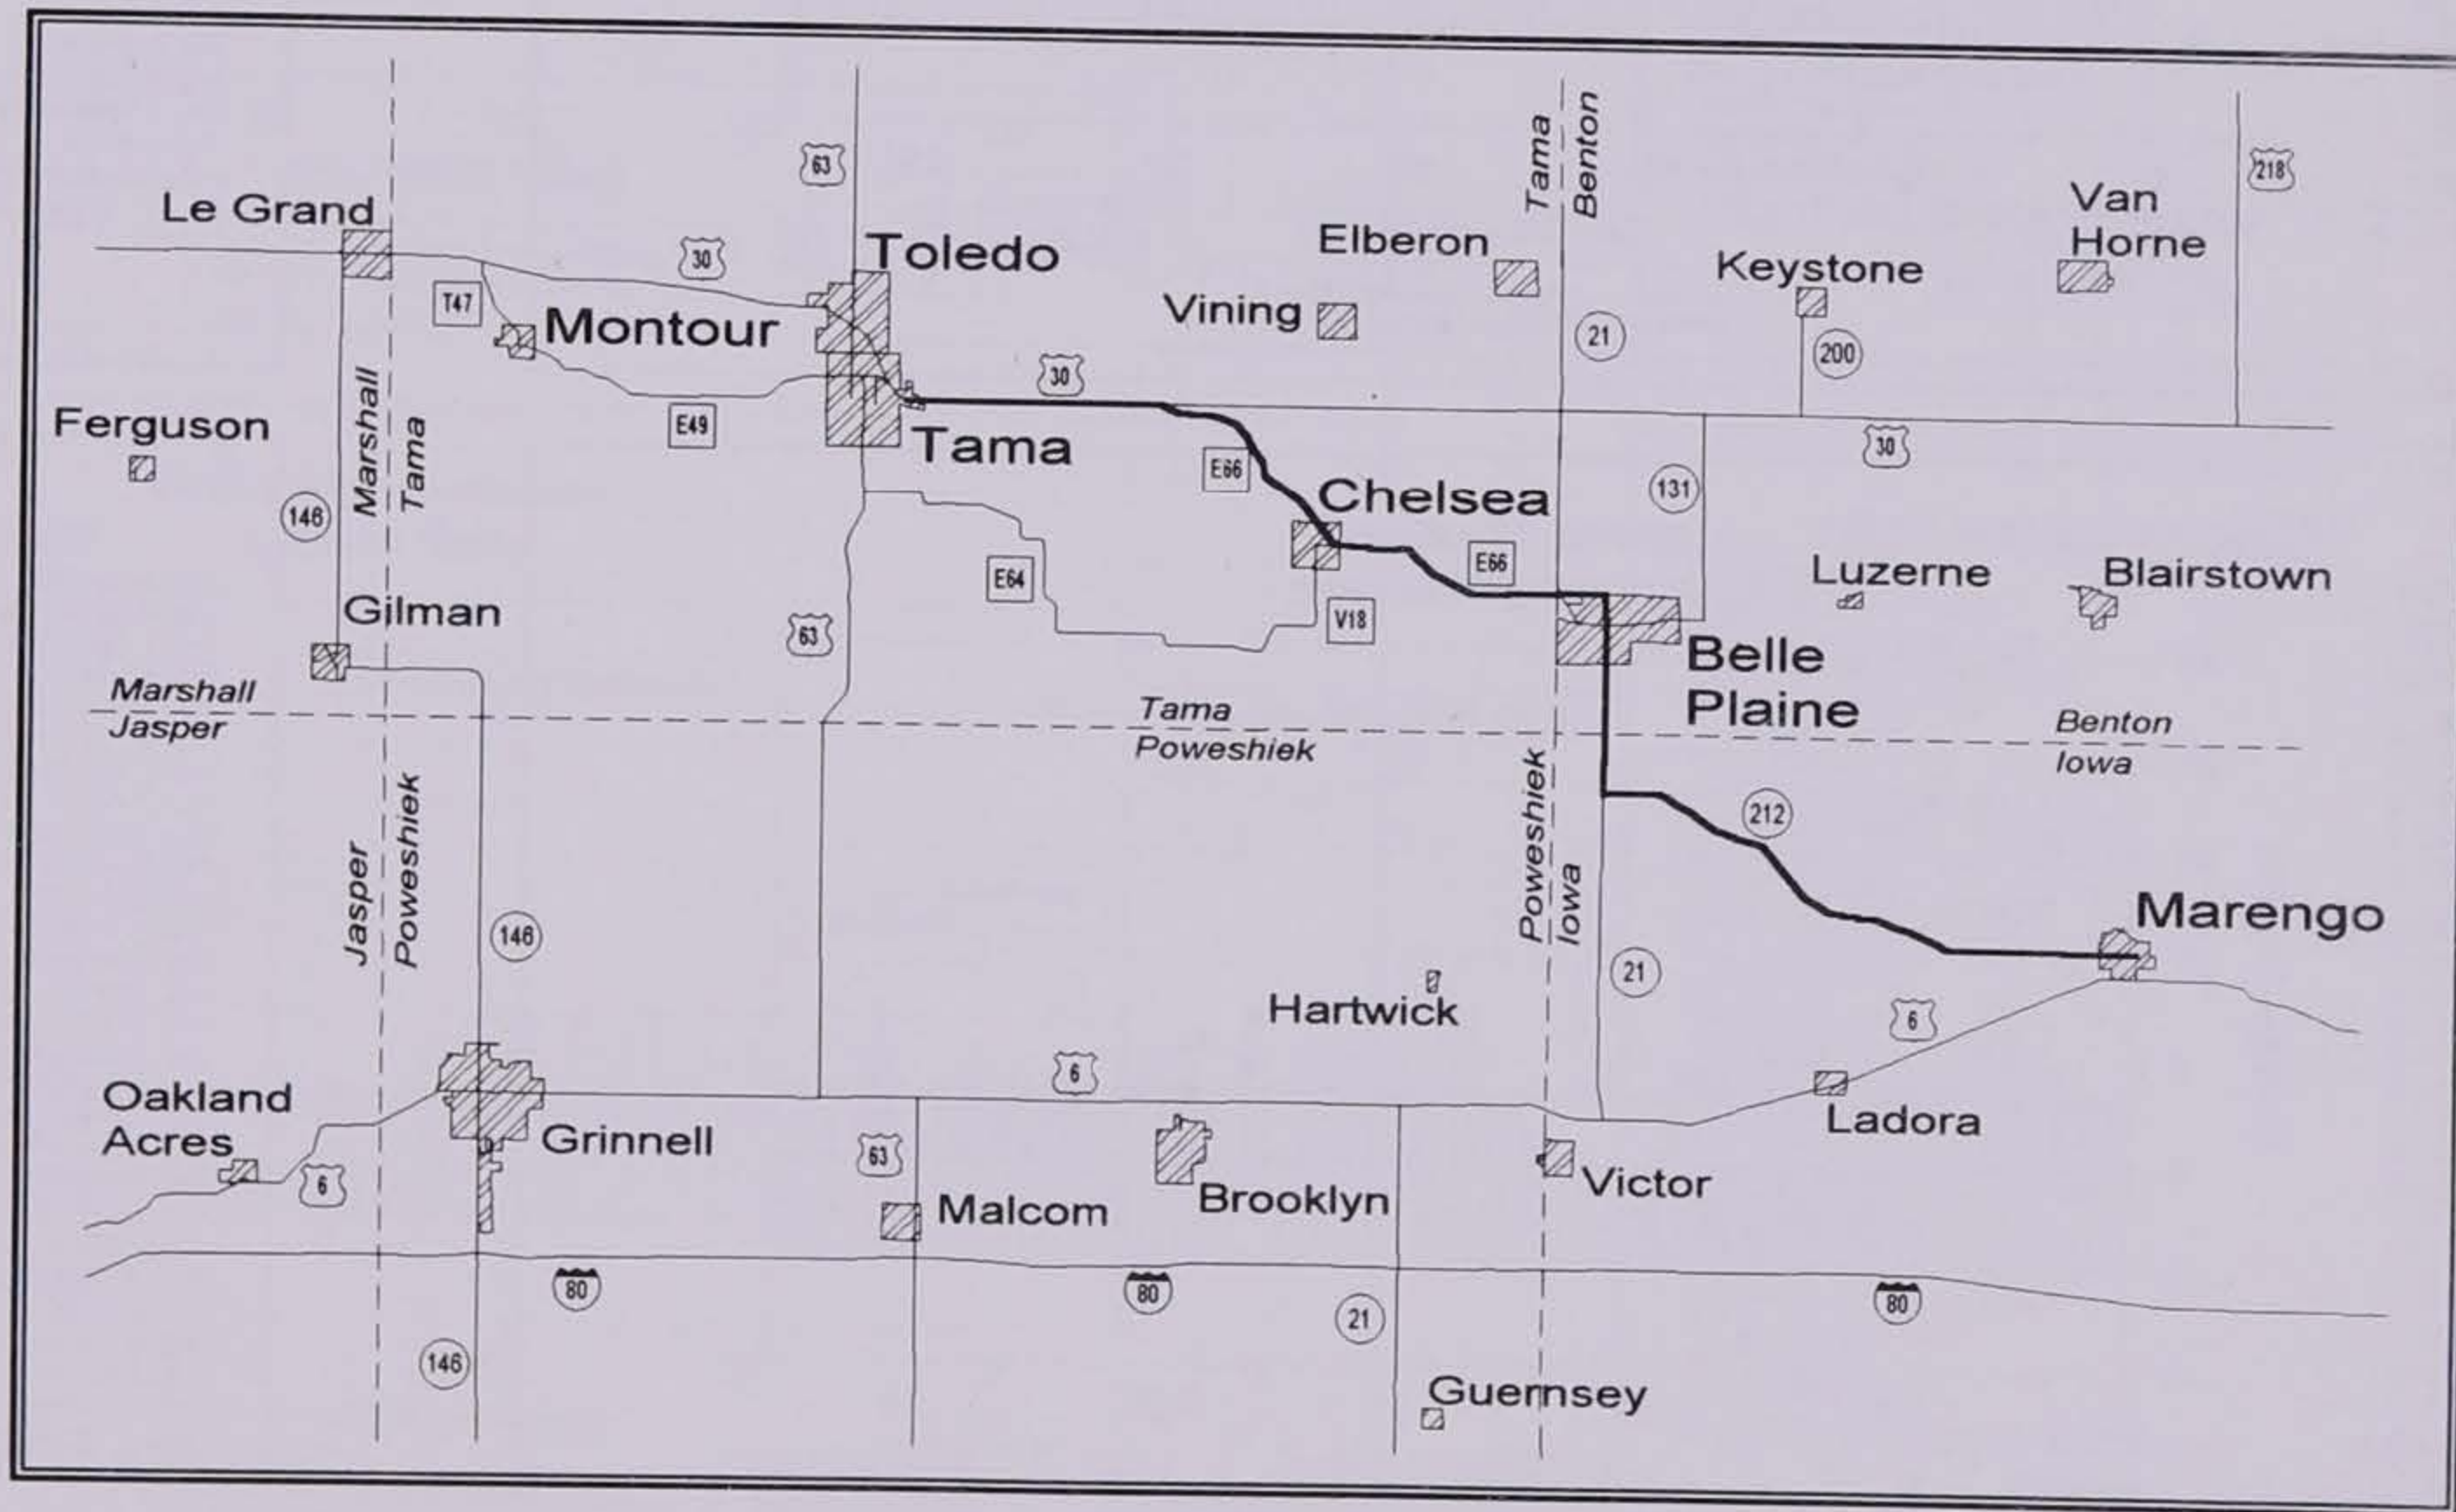 Tama
Benton
63
218
Van
Horne
Le Grand
Toledo
Elberon
Keystone
30
T47
Montour
Vining
21
200
30
Marshall
Tama
Ferguson
E49
Tama
E66
30
Chelsea
131
146
E64
E66
Luzerne
Blairstown
Gilman
63
V18
Belle
Plaine
Marshall
Jasper
Tama
Poweshiek
Benton
Iowa
Jasper
Poweshiek
Poweshiek
Iowa
212
146
Marengo
21
Hartwick
6
6
Oakland
Acres
Grinnell
Ladora
63
6
Malcom
Brooklyn
Victor
80
80
80
21
146
Guernsey